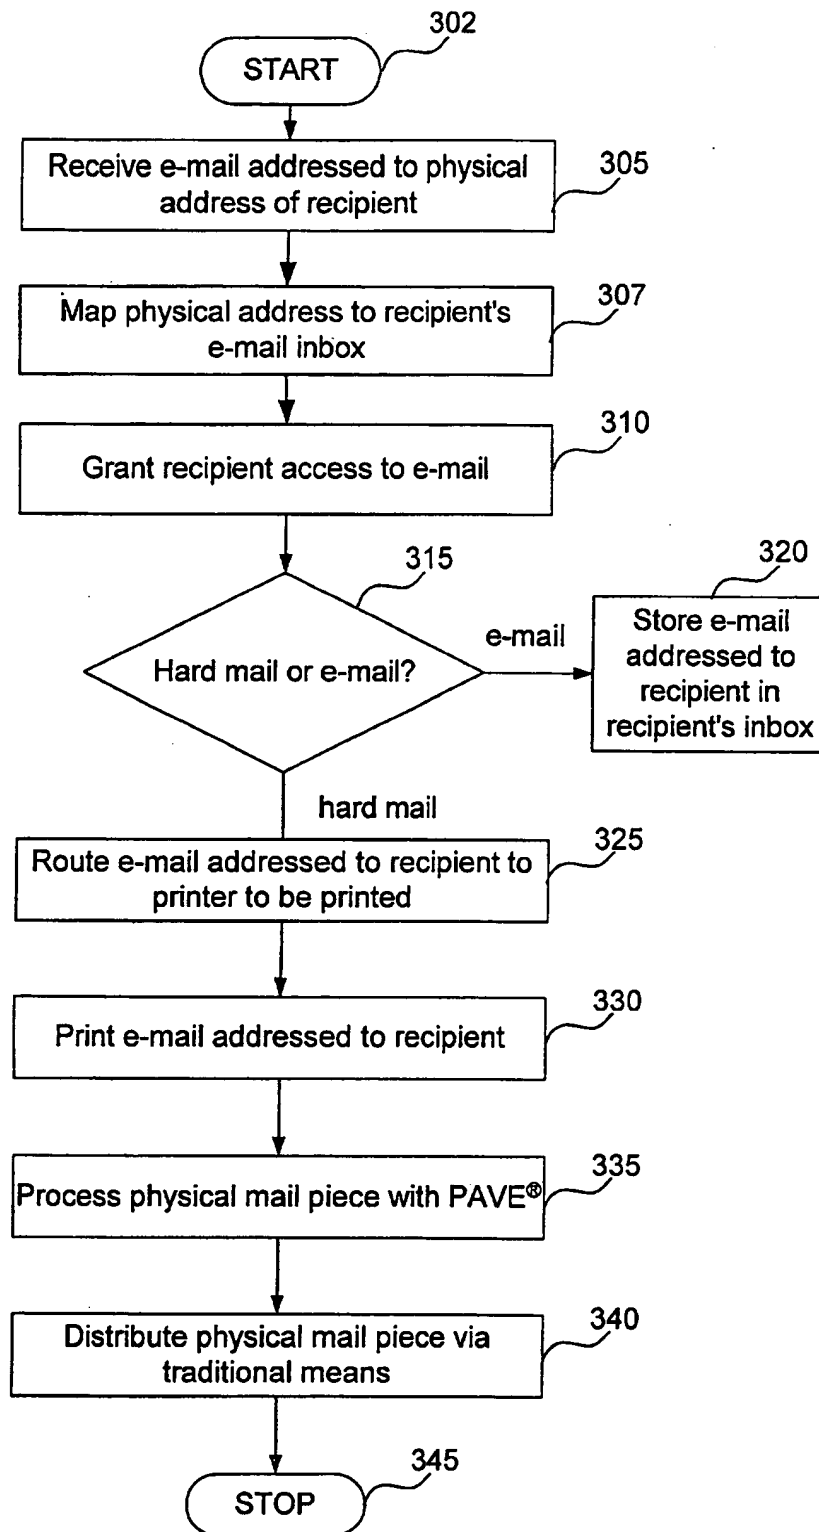 302
START
Receive e-mail addressed to physical
address of recipient
305
Map physical address to recipient's
e-mail inbox
307
Grant recipient access to e-mail
310
315
Hard mail or e-mail?
e-mail
320
Store e-mail
addressed to
recipient in
recipient's inbox
hard mail
Route e-mail addressed to recipient to
printer to be printed
325
Print e-mail addressed to recipient
330
Process physical mail piece with PAVE®
335
Distribute physical mail piece via
traditional means
340
STOP
345